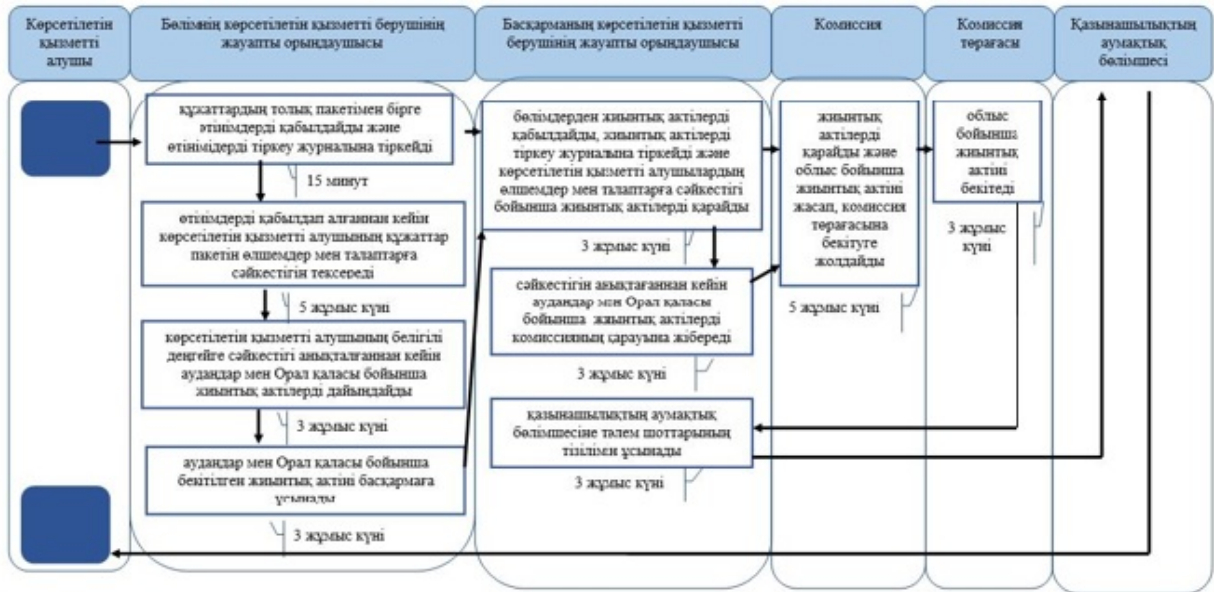 Көрсетілетін
қызметті
алушы
Бөлімнің көрсетілетін қызметті берушінің
жауапты орындаушысы
Басқарманың көрсетілетін қызметті
берушінің жауапты орындаушысы
Комиссия
Комиссия
төрағасы
Қазынашылықтың
аумақтық
бөлімшесі
құжаттардың толық пакетімен бірге
өтінімдерді қабылдайды және
өтінімідерді тіркеу журналына тіркейді
15 минут
өтінімдерді қабылдап алғаннан кейін
көрсетілетін қызметті алушының құжаттар
пакетін өлшемдер мен талаптарға
сәйкестігін тексереді
5 жұмыс күні
көрсетілетін қызметті алушының белігілі
деңгейге сәйкестігі анықталғаннан кейін
аудандар мен Орал қаласы бойынша
жиынтық актілерді дайындайды
3 жұмыс күні
аудандар мен Орал қаласы бойынша
бекітілген жиынтық актіні басқармаға
ұсынады
3 жұмыс күні
бөлімдерден жиынтық актілерді
қабылдайды, жиынтық актілерді
тіркеу журналына тіркейді және
көрсетілетін қызметті алушылардың
өлшемдер мен талаптарға сәйкестігі
бойынша жиынтық актілерді қарайды
3 жұмыс күні
сәйкестігін анықтағаннан кейін
аудандар мен Орал қаласы
бойынша жиынтық актілерді
комиссияның қарауына жібереді
3 жұмыс күні
қазынашылықтың аумақтық
бөлімшесіне төлем шоттарының
тізілімін ұсынады
3 жұмыс күні
жиынтық
актілерді
қарайды және
облыс бойынша
жиынтық актіні
жасап, комиссия
төрағасына
бекітуге
жолдайды
5 жұмыс күні
облыс
бойынша
жиынтық
актіні
бекітеді
3 жұмыс
күні